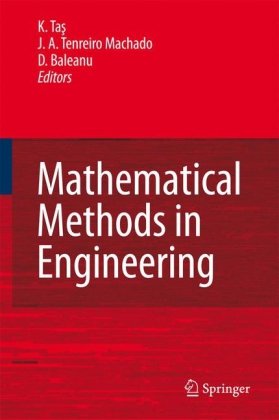 K. Taş
J. A. Tenreiro Machado
D. Baleanu
Editors
Mathematical
Methods in
Engineering
Springer